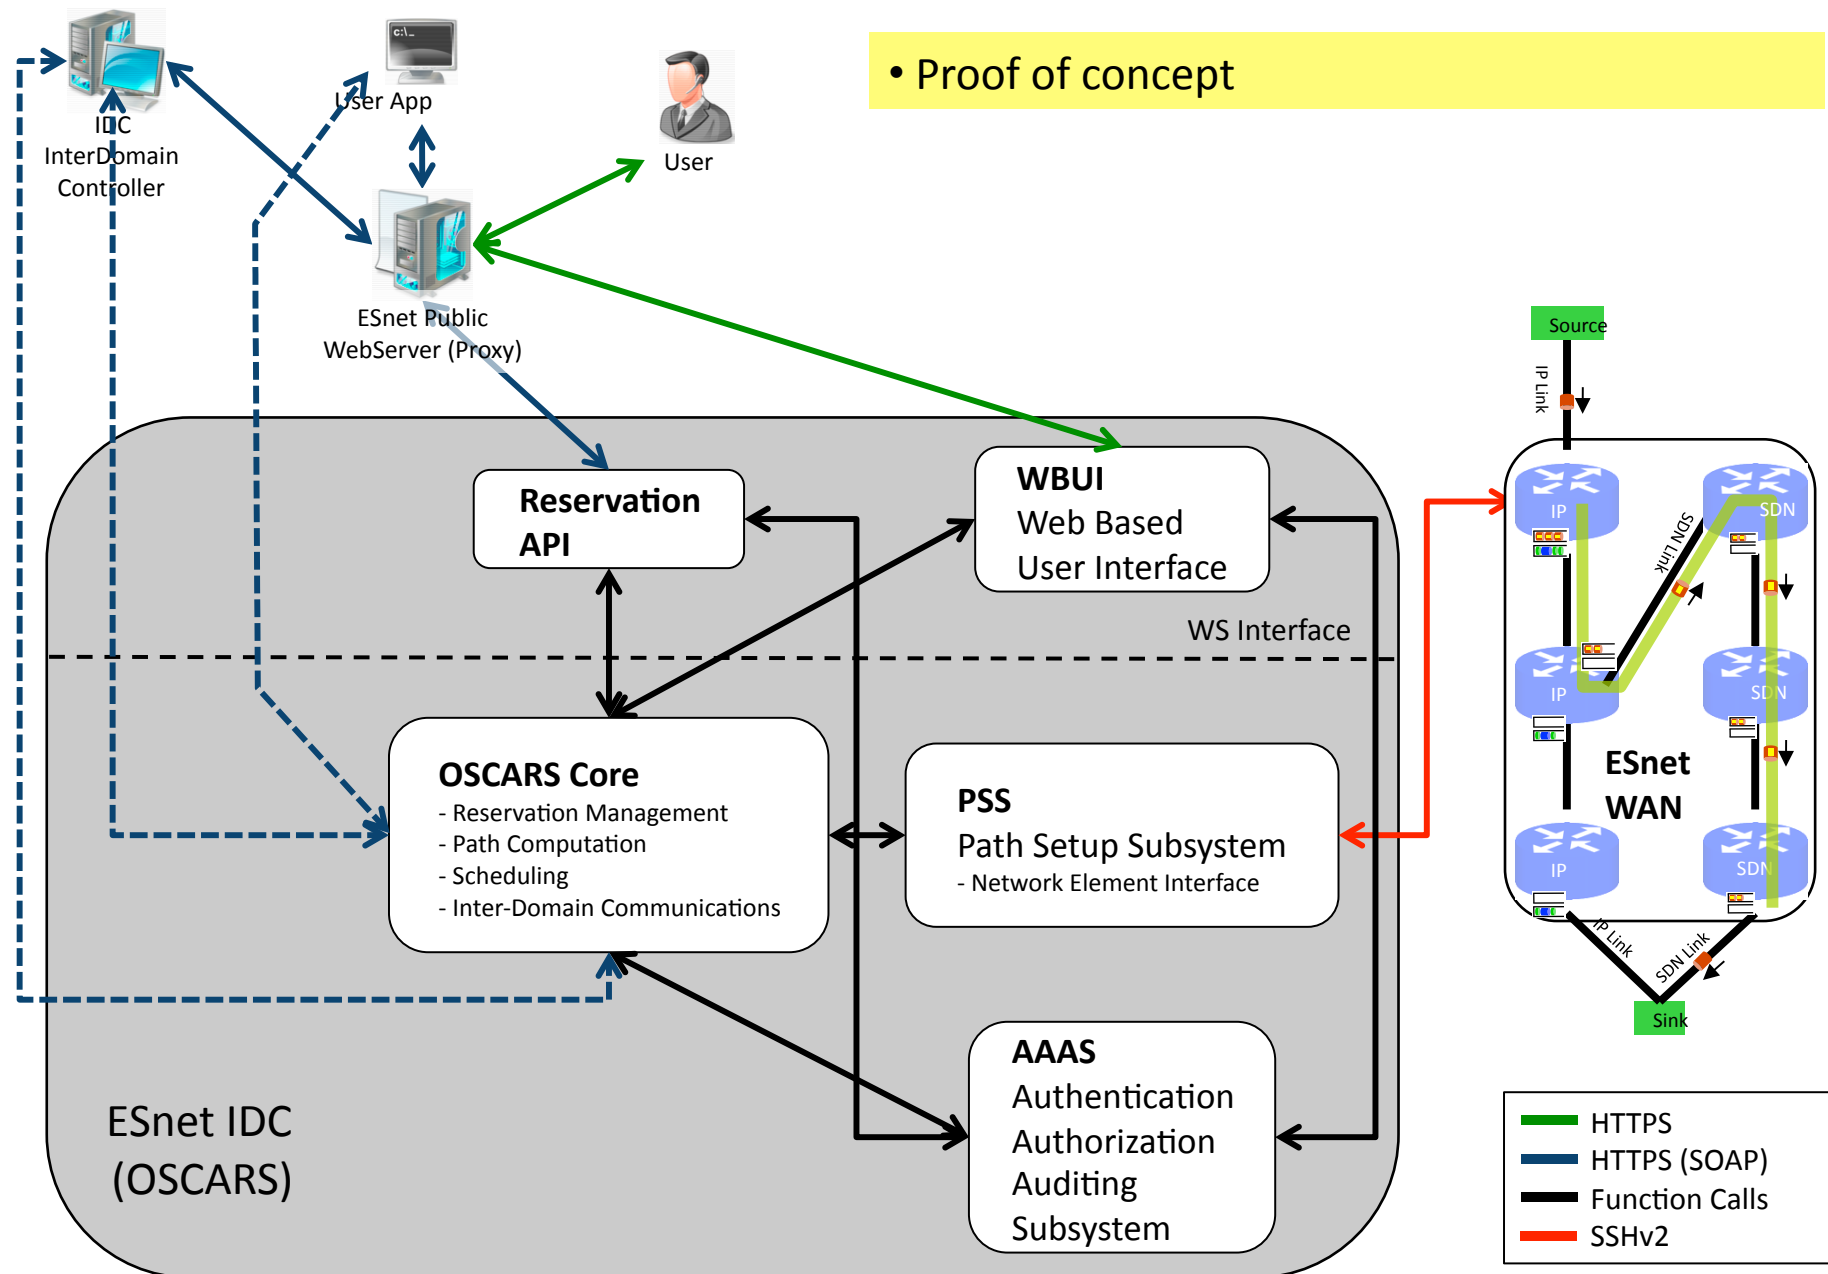 • Proof of concept
c:\_
User App
IDC
InterDomain
Controller
User
ESnet Public
WebServer (Proxy)
Reservation
API
WBUI
Web Based
User Interface
WS Interface
OSCARS Core
- Reservation Management
- Path Computation
- Scheduling
- Inter-Domain Communications
PSS
Path Setup Subsystem
- Network Element Interface
AAAS
Authentication
Authorization
Auditing
Subsystem
ESnet IDC
(OSCARS)
Source
IP Link
IP
SDN
SDN Link
IP
SDN
ESnet
WAN
IP
SDN
IP Link
SDN Link
Sink
HTTPS
HTTPS (SOAP)
Function Calls
SSHv2